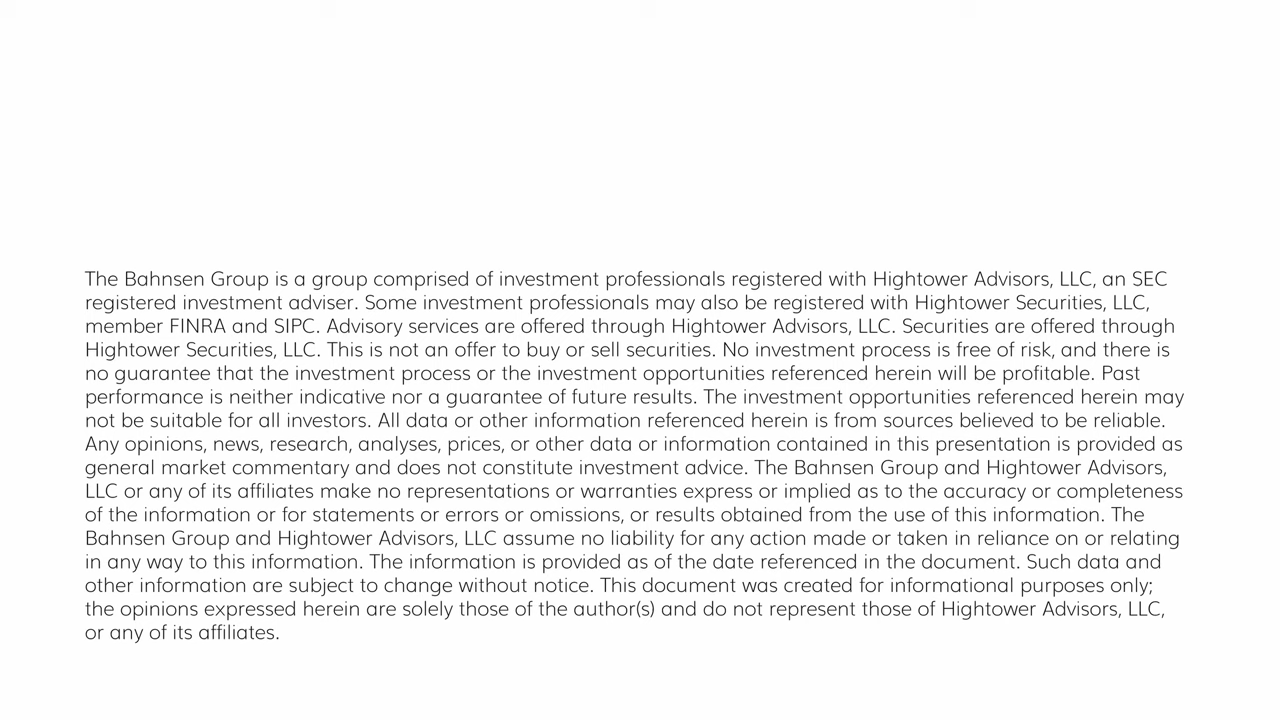 The Bahnsen Group is a group comprised of investment professionals registered with Hightower Advisors, LLC, an SEC
registered investment adviser. Some investment professionals may also be registered with Hightower Securities, LLC,
member FINRA and SIPC. Advisory services are offered through Hightower Advisors, LLC. Securities are offered through
Hightower Securities, LLC. This is not an offer to buy or sell securities. No investment process is free of risk, and there is
no guarantee that the investment process or the investment opportunities referenced herein will be profitable. Past
performance is neither indicative nor a guarantee of future results. The investment opportunities referenced herein may
not be suitable for all investors. All data or other information referenced herein is from sources believed to be reliable.
Any opinions, news, research, analyses, prices, or other data or information contained in this presentation is provided as
general market commentary and does not constitute investment advice. The Bahnsen Group and Hightower Advisors,
LLC or any of its affiliates make no representations or warranties express or implied as to the accuracy or completeness
of the information or for statements or errors or omissions, or results obtained from the use of this information. The
Bahnsen Group and Hightower Advisors, LLC assume no liability for any action made or taken in reliance on or relating
in any way to this information. The information is provided as of the date referenced in the document. Such data and
other information are subject to change without notice. This document was created for informational purposes only;
the opinions expressed herein are solely those of the author(s) and do not represent those of Hightower Advisors, LLC,
or any of its affiliates.